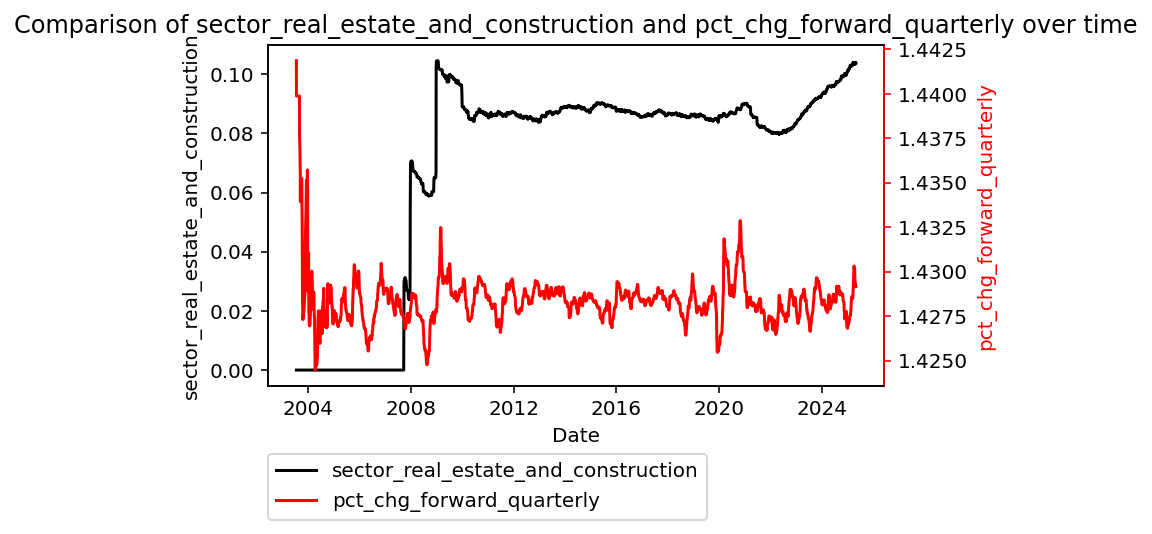 Comparison of sector_real_estate_and_construction and pct_chg_forward_quarterly over time
sector_real_estate_and_construction
0.10
0.08
0.06
0.04
0.02
0.00
1.4425
1.4400
1.4375
1.4350
1.4325
1.4300
1.4275
1.4250
pct_chg_forward_quarterly
2004 2008 2012 2016 2020 2024
Date
sector_real_estate_and_construction
pct_chg_forward_quarterly